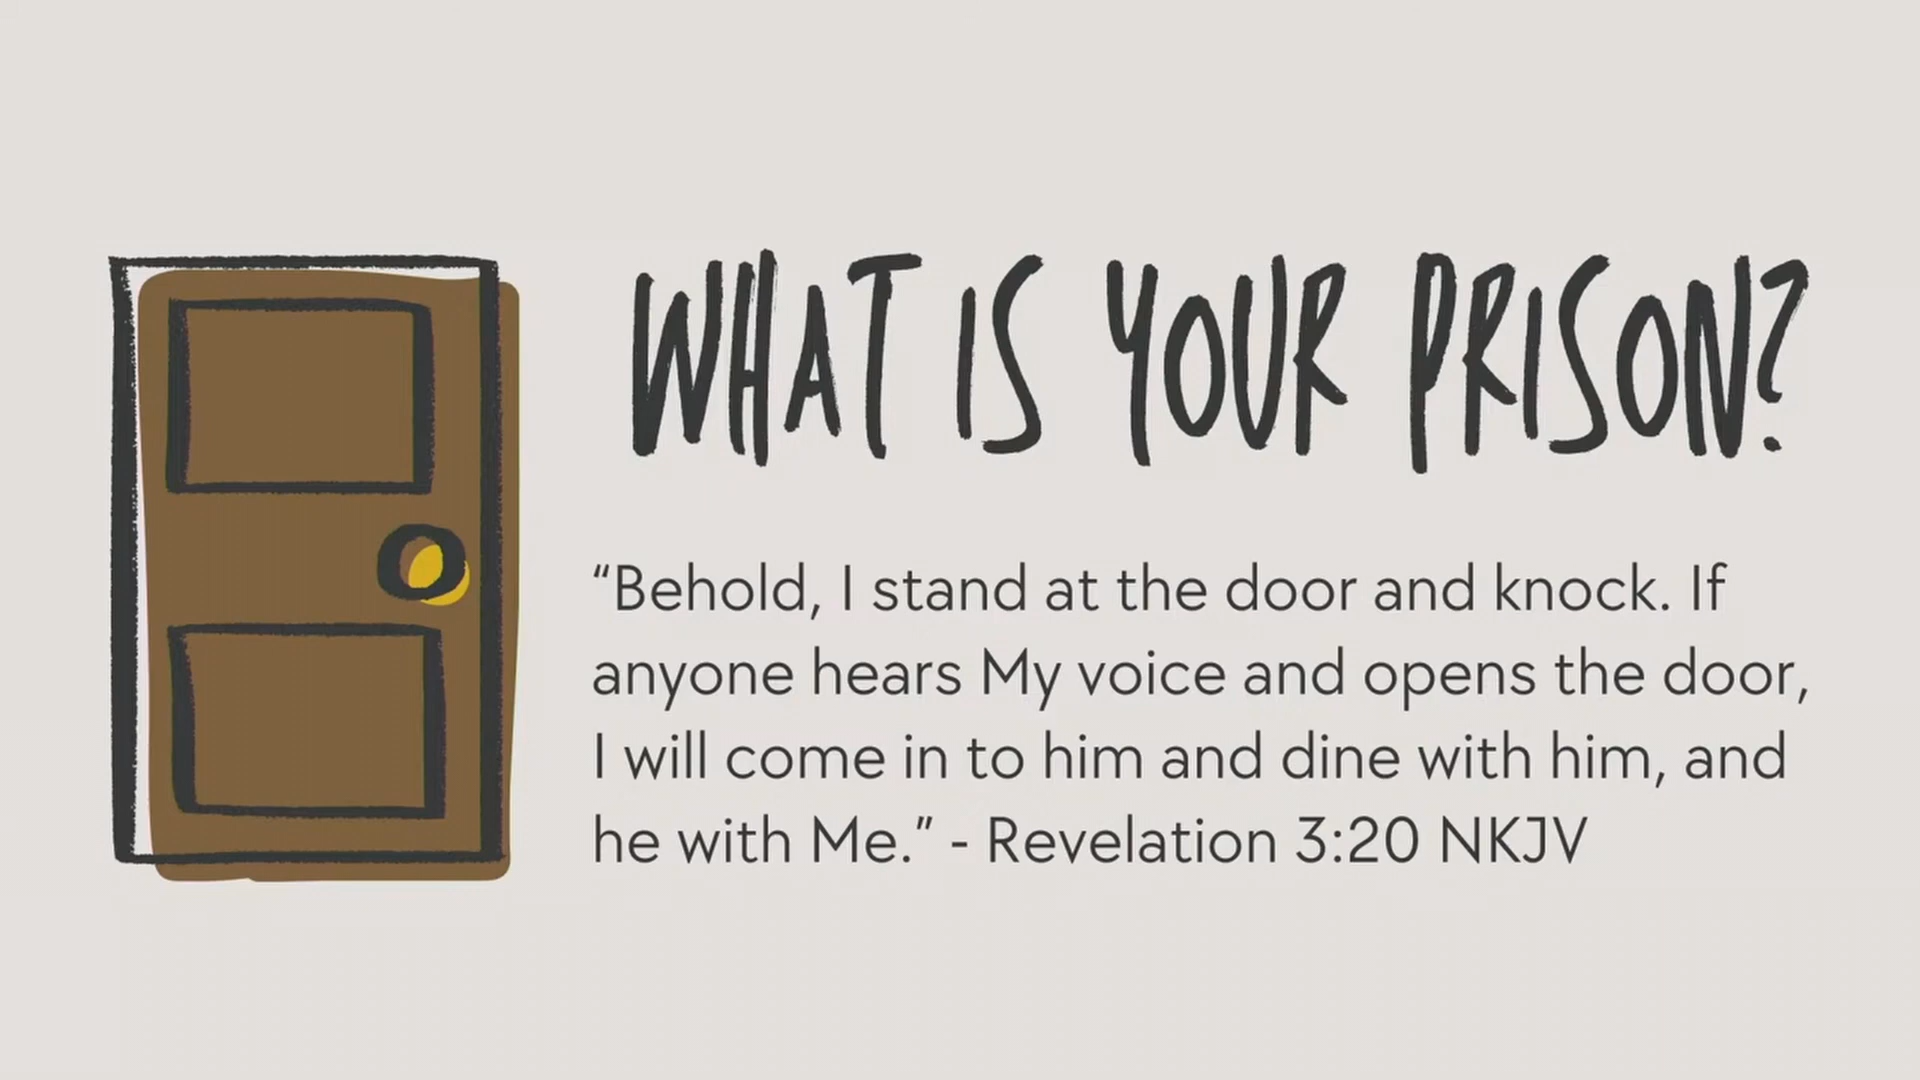 WHAT IS YOUR PRISON?
“Behold, I stand at the door and knock. If
anyone hears My voice and opens the door,
I will come in to him and dine with him, and
he with Me.” - Revelation 3:20 NKJV